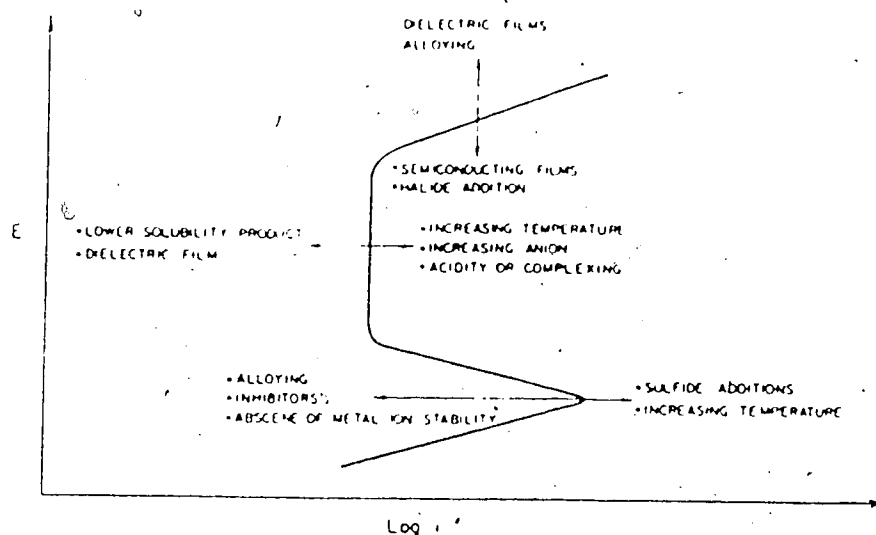 DIELECTRIC FILMS
ALLOYING
•SEMICONDUCTING FILMS
•HALIDE ADDITION
E
•LOWER SOLUBILITY PRODUCT
•DIELECTRIC FILM
•INCREASING TEMPERATURE
•INCREASING ANION
•ACIDITY OR COMPLEXING
•ALLOYING
•INHIBITORS
•ABSCENE OF METAL ION STABILITY
•SULFIDE ADDITIONS
•INCREASING TEMPERATURE
Log i